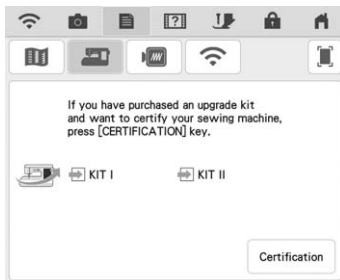 If you have purchased an upgrade kit
and want to certify your sewing machine,
press [CERTIFICATION] key.
KIT I KIT II
Certification